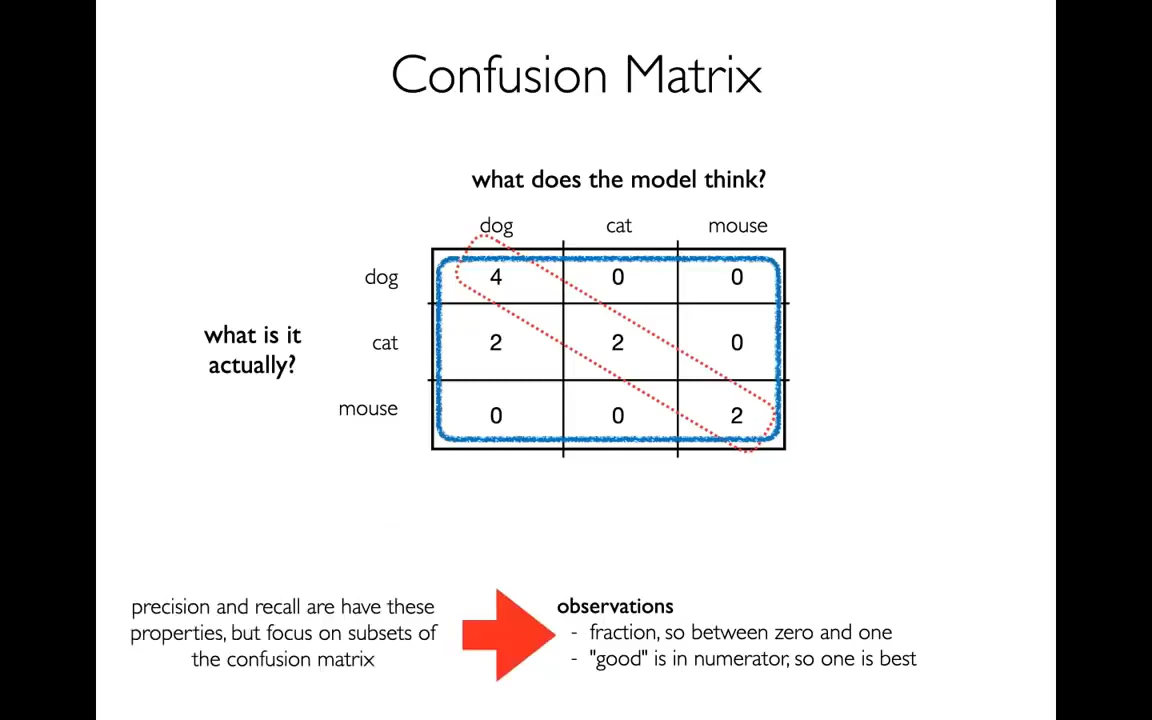 Confusion Matrix
what does the model think?
dog cat mouse
dog 4 0 0
what is it
actually?
cat 2 2 0
mouse 0 0 2
precision and recall are have these
properties, but focus on subsets of
the confusion matrix
observations
- fraction, so between zero and one
- "good" is in numerator, so one is best